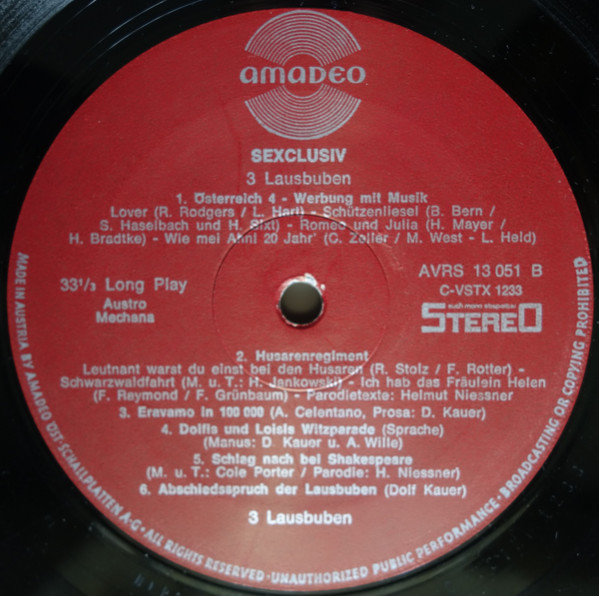 AMADEO
SEXCLUSIV
3 Lausbuben
1. Österreich 4 - Werbung mit Musik
Lover (R. Rodgers / L. Hart) - Schützenliesel (B. Bern /
S. Haselbach und H. Sixt) - Romeo und Julia (H. Mayer /
H. Bradtke) - Wie mei Ahnl 20 Jahr' (C. Zeller / M. West - L. Held)
33 1/3 Long Play
Austro
Mechana
AVRS 13 051 B
C-VSTX 1233
auch mono abspielbar
STEREO
2. Husarenregiment
Leutnant warst du einst bei den Husaren (R. Stolz / F. Rotter) -
Schwarzwaldfahrt (M. u. T.: H. Jankowski) - Ich hab das Fräulein Helen
(F. Reymond / F. Grünbaum) - Parodietexte: Helmut Niessner
3. Eravamo in 100 000 (A. Celentano, Prosa: D. Kauer)
4. Dolfis und Loisis Witzparade (Sprache)
(Manus: D. Kauer u. A. Wille)
5. Schlag nach bei Shakespeare
(M. u. T.: Cole Porter / Parodie: H. Niessner)
6. Abschiedsspruch der Lausbuben (Dolf Kauer)
3 Lausbuben
MADE IN AUSTRIA BY AMADEO ÖST. SCHALLPLATTEN A-G · ALL RIGHTS RESERVED · UNAUTHORIZED PUBLIC PERFORMANCE · BROADCASTING OR COPYING PROHIBITED